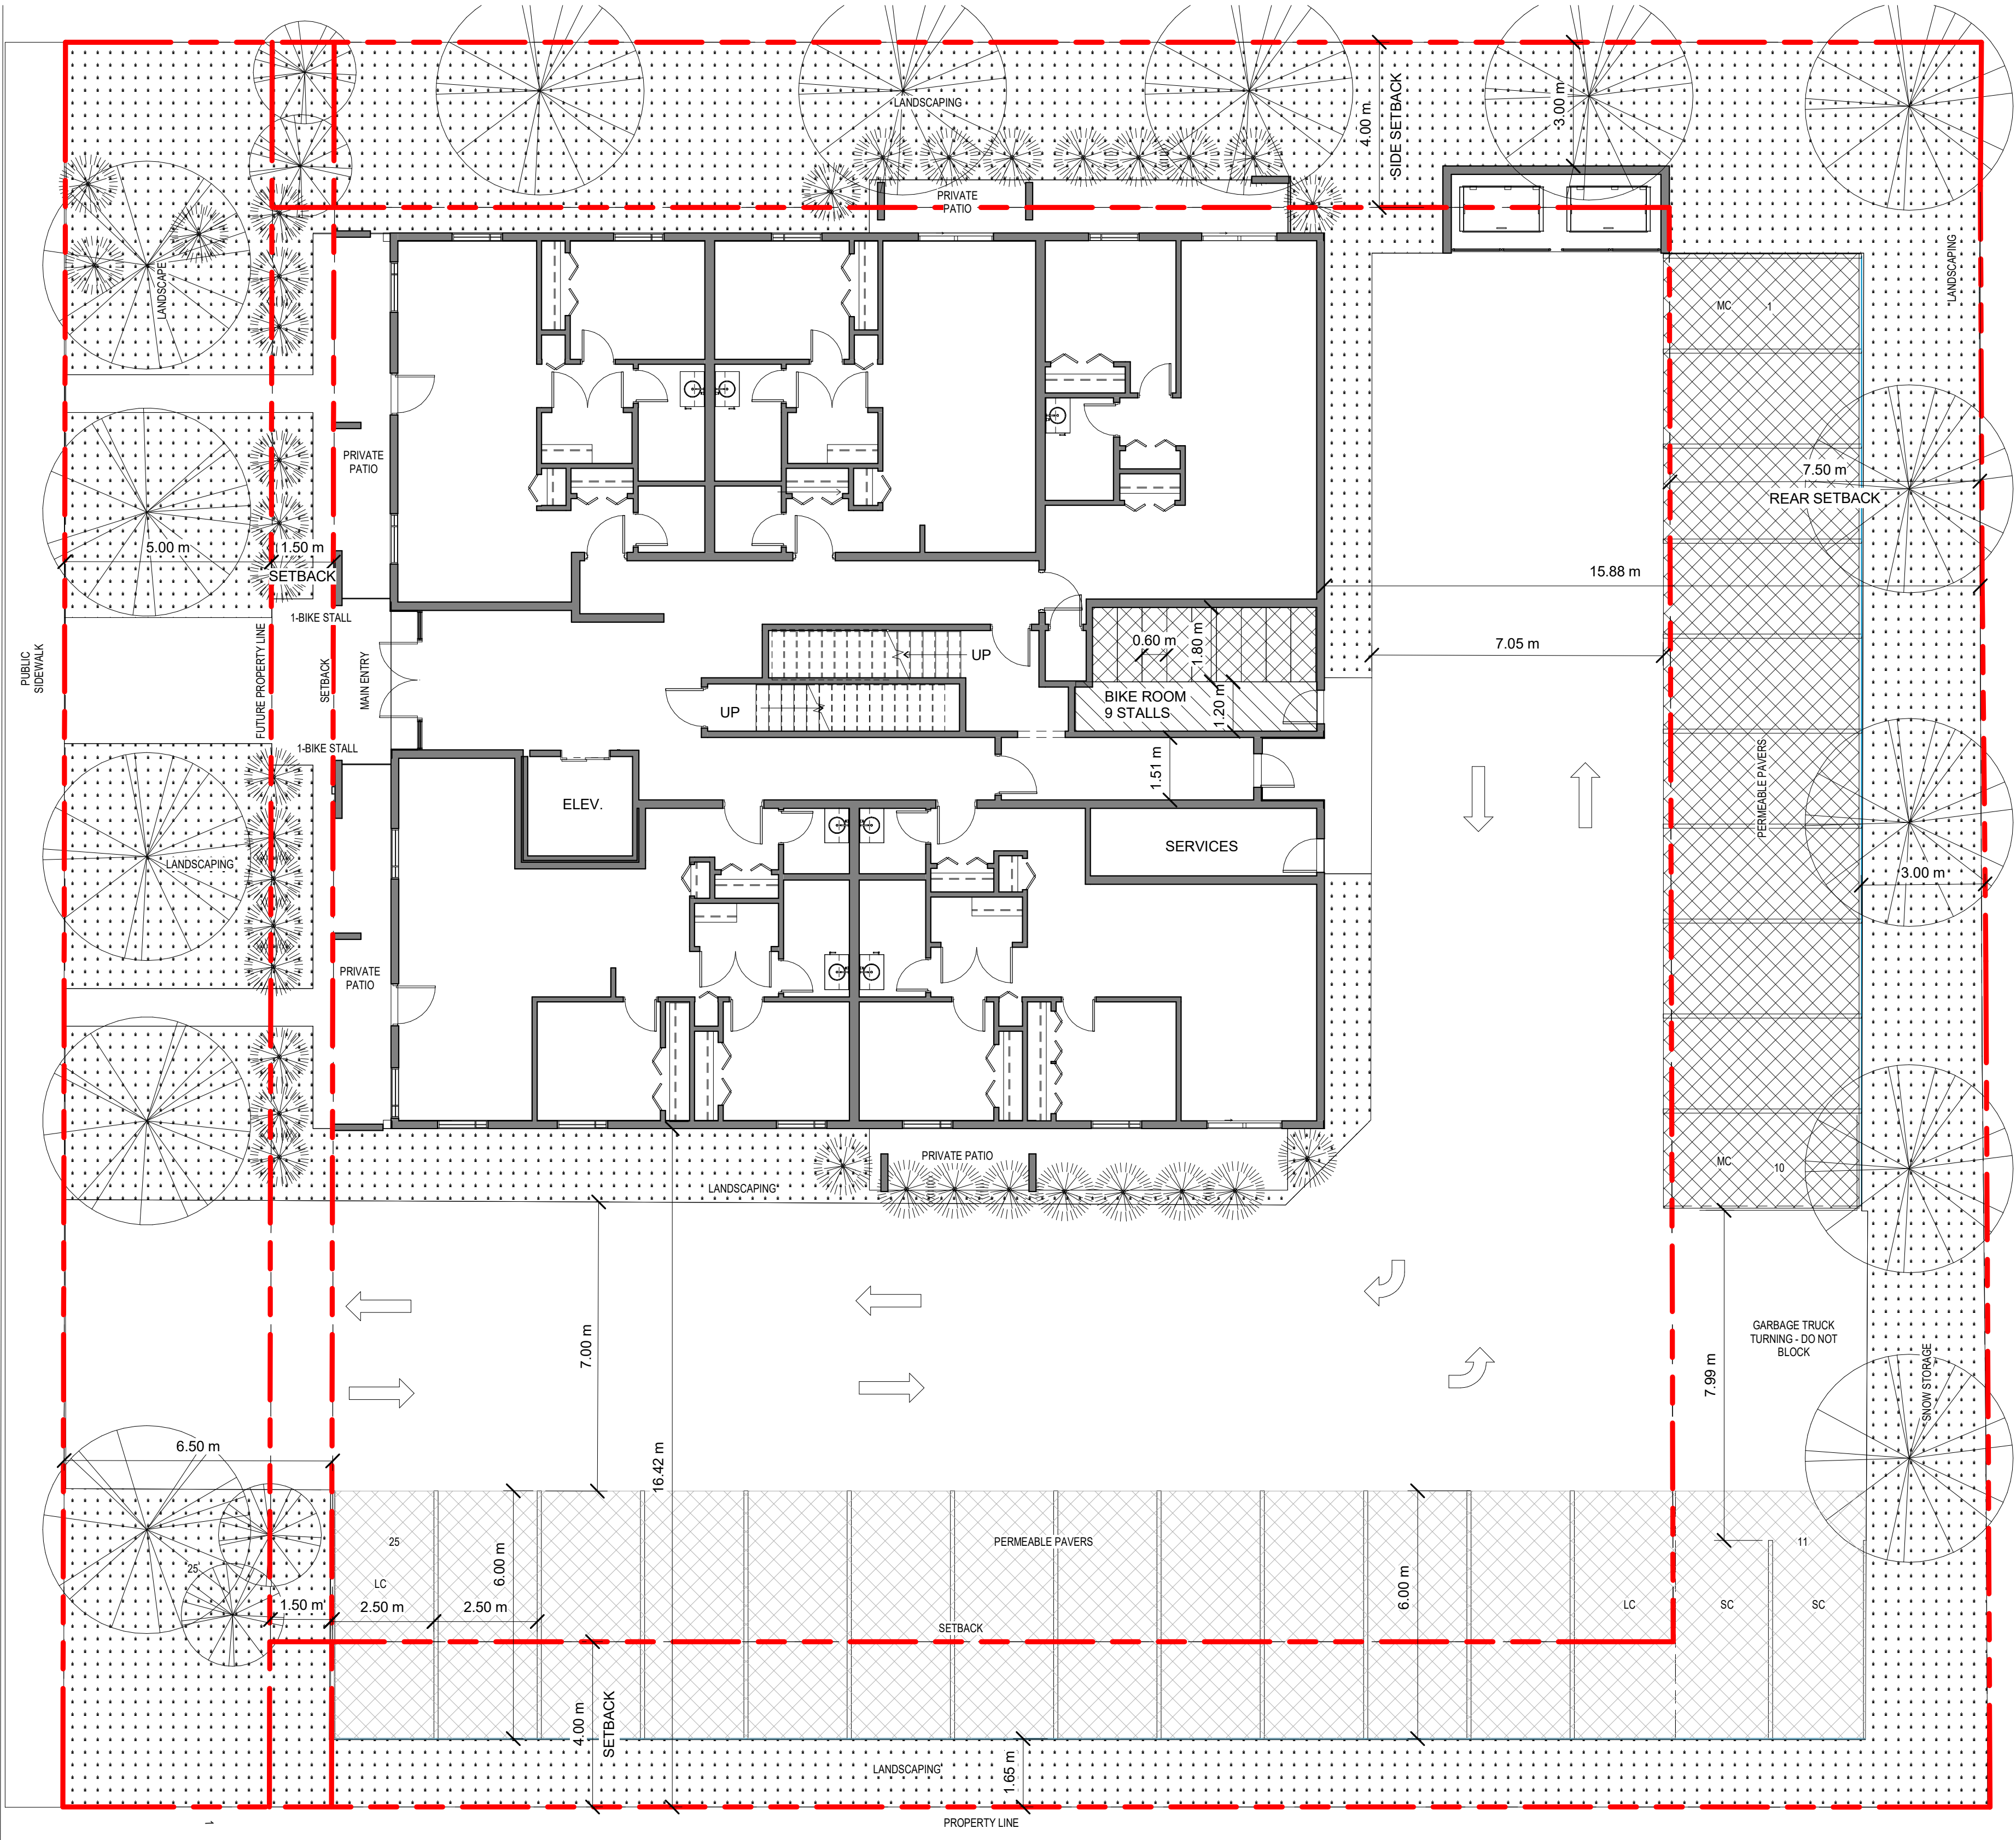 LANDSCAPING
4.00 m
SIDE SETBACK
3.00 m
PRIVATE
PATIO
LANDSCAPE
LANDSCAPING
MC
1
PRIVATE
PATIO
7.50 m
REAR SETBACK
5.00 m
1.50 m
SETBACK
15.88 m
1-BIKE STALL
PUBLIC
SIDEWALK
FUTURE PROPERTY LINE
SETBACK
MAIN ENTRY
UP
0.60 m
1.80 m
7.05 m
UP
BIKE ROOM
9 STALLS
1.20 m
1-BIKE STALL
1.51 m
PERMEABLE PAVERS
ELEV.
SERVICES
LANDSCAPING
3.00 m
PRIVATE
PATIO
PRIVATE PATIO
MC
10
LANDSCAPING
7.00 m
GARBAGE TRUCK
TURNING - DO NOT
BLOCK
7.99 m
SNOW STORAGE
6.50 m
16.42 m
25
PERMEABLE PAVERS
11
25
LC
6.00 m
6.00 m
1.50 m
2.50 m
2.50 m
LC
SC
SC
SETBACK
4.00 m
SETBACK
LANDSCAPING
1.65 m
PROPERTY LINE
1